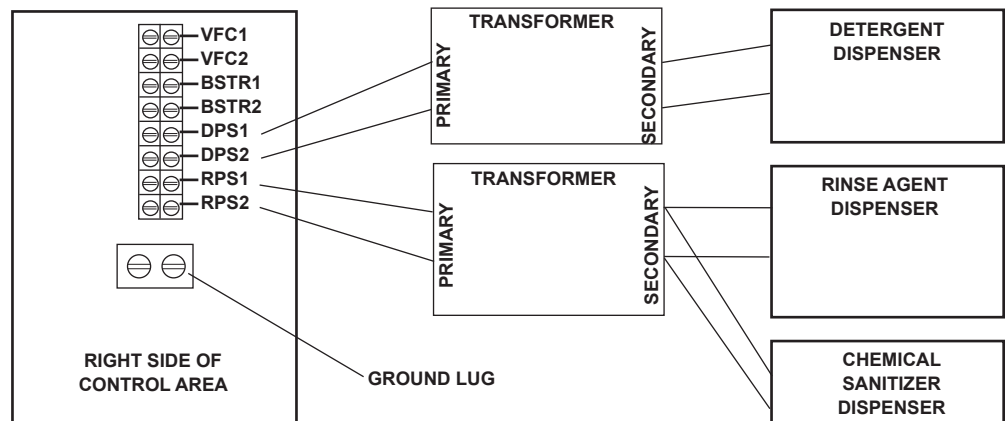 VFC1
VFC2
BSTR1
BSTR2
DPS1
DPS2
RPS1
RPS2
RIGHT SIDE OF
CONTROL AREA
GROUND LUG
TRANSFORMER
PRIMARY
SECONDARY
TRANSFORMER
PRIMARY
SECONDARY
DETERGENT
DISPENSER
RINSE AGENT
DISPENSER
CHEMICAL
SANITIZER
DISPENSER